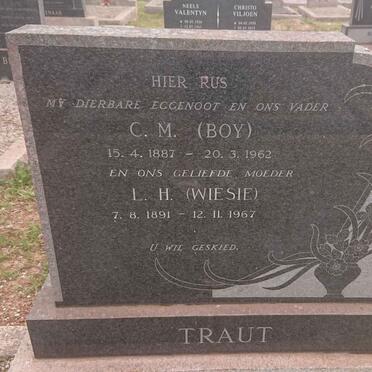 NEELS
VALENTYN
CHRISTO
VILJOEN
HIER RUS
MY DIERBARE EGGENOOT EN ONS VADER
C. M. (BOY)
15. 4. 1887 – 20. 3. 1962
EN ONS GELIEFDE MOEDER
L. H. (WIESIE)
7. 8. 1891 – 12. 11. 1967
U WIL GESKIED.
TRAUT